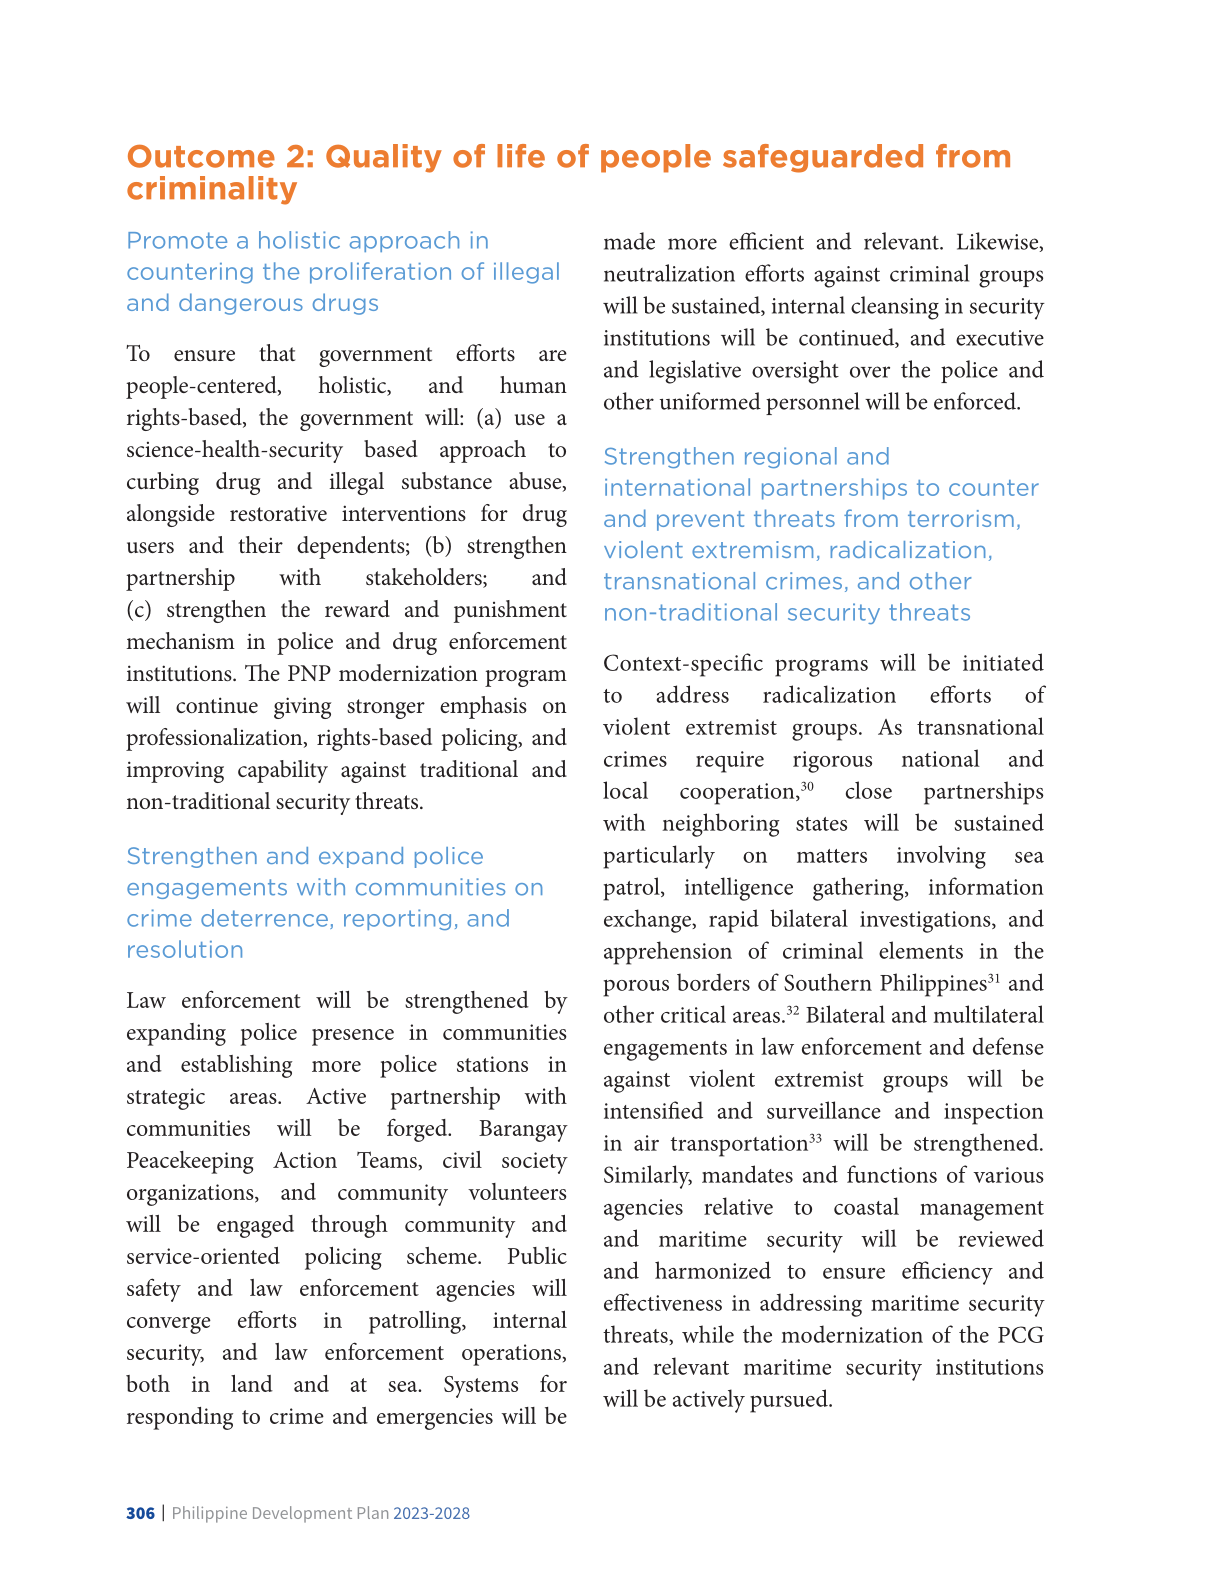 Outcome 2: Quality of life of people safeguarded from
criminality
Promote a holistic approach in
countering the proliferation of illegal
and dangerous drugs
To ensure that government efforts are
people-centered, holistic, and human
rights-based, the government will: (a) use a
science-health-security based approach to
curbing drug and illegal substance abuse,
alongside restorative interventions for drug
users and their dependents; (b) strengthen
partnership with stakeholders; and
(c) strengthen the reward and punishment
mechanism in police and drug enforcement
institutions. The PNP modernization program
will continue giving stronger emphasis on
professionalization, rights-based policing, and
improving capability against traditional and
non-traditional security threats.
Strengthen and expand police
engagements with communities on
crime deterrence, reporting, and
resolution
Law enforcement will be strengthened by
expanding police presence in communities
and establishing more police stations in
strategic areas. Active partnership with
communities will be forged. Barangay
Peacekeeping Action Teams, civil society
organizations, and community volunteers
will be engaged through community and
service-oriented policing scheme. Public
safety and law enforcement agencies will
converge efforts in patrolling, internal
security, and law enforcement operations,
both in land and at sea. Systems for
responding to crime and emergencies will be
made more efficient and relevant. Likewise,
neutralization efforts against criminal groups
will be sustained, internal cleansing in security
institutions will be continued, and executive
and legislative oversight over the police and
other uniformed personnel will be enforced.
Strengthen regional and
international partnerships to counter
and prevent threats from terrorism,
violent extremism, radicalization,
transnational crimes, and other
non-traditional security threats
Context-specific programs will be initiated
to address radicalization efforts of
violent extremist groups. As transnational
crimes require rigorous national and
local cooperation,³⁰ close partnerships
with neighboring states will be sustained
particularly on matters involving sea
patrol, intelligence gathering, information
exchange, rapid bilateral investigations, and
apprehension of criminal elements in the
porous borders of Southern Philippines³¹ and
other critical areas.³² Bilateral and multilateral
engagements in law enforcement and defense
against violent extremist groups will be
intensified and surveillance and inspection
in air transportation³³ will be strengthened.
Similarly, mandates and functions of various
agencies relative to coastal management
and maritime security will be reviewed
and harmonized to ensure efficiency and
effectiveness in addressing maritime security
threats, while the modernization of the PCG
and relevant maritime security institutions
will be actively pursued.
306 | Philippine Development Plan 2023-2028